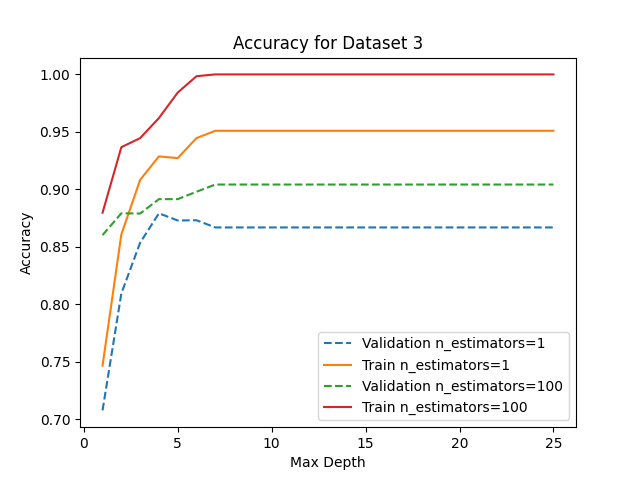 Accuracy for Dataset 3
1.00
0.95
0.90
0.85
0.80
0.75
0.70
Accuracy
Validation n_estimators=1
Train n_estimators=1
Validation n_estimators=100
Train n_estimators=100
0 5 10 15 20 25
Max Depth